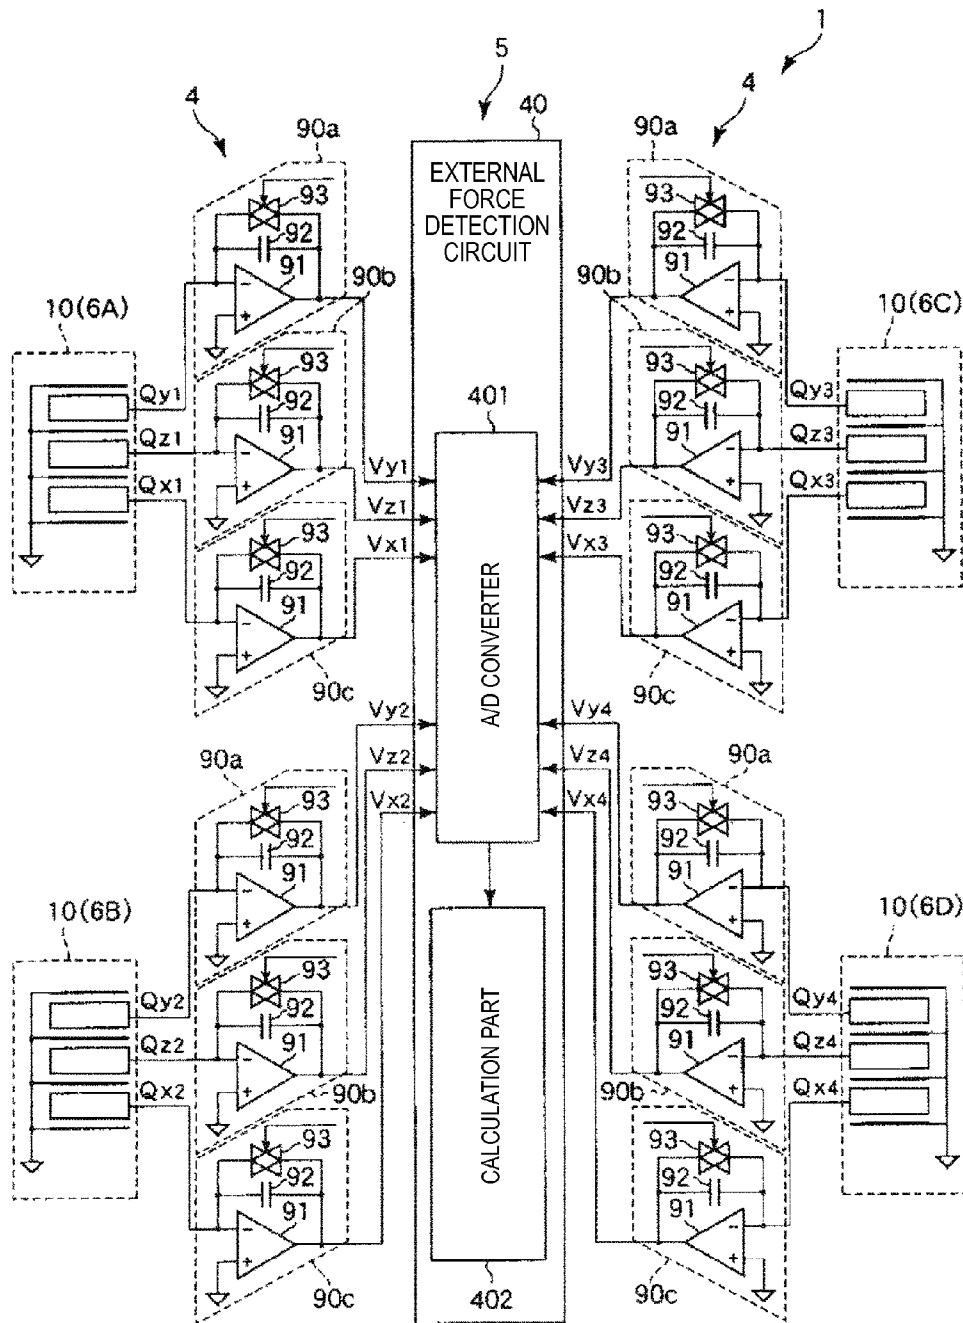 1
5
4
4
40
90a
90a
EXTERNAL
FORCE
DETECTION
CIRCUIT
93
93
92
92
91
91
90b
90b
10(6A)
10(6C)
Qy1
Qz1
Qx1
Qy3
Qz3
Qx3
93
93
92
92
91
91
401
Vy1
Vz1
Vx1
Vy3
Vz3
Vx3
93
93
92
92
91
91
90c
90c
A/D CONVERTER
Vy2
Vz2
Vx2
Vy4
Vz4
Vx4
90a
90a
93
93
92
92
91
91
10(6B)
10(6D)
Qy2
Qz2
Qx2
Qy4
Qz4
Qx4
93
93
92
92
91
91
90b
90b
CALCULATION PART
93
93
92
92
91
91
90c
90c
402